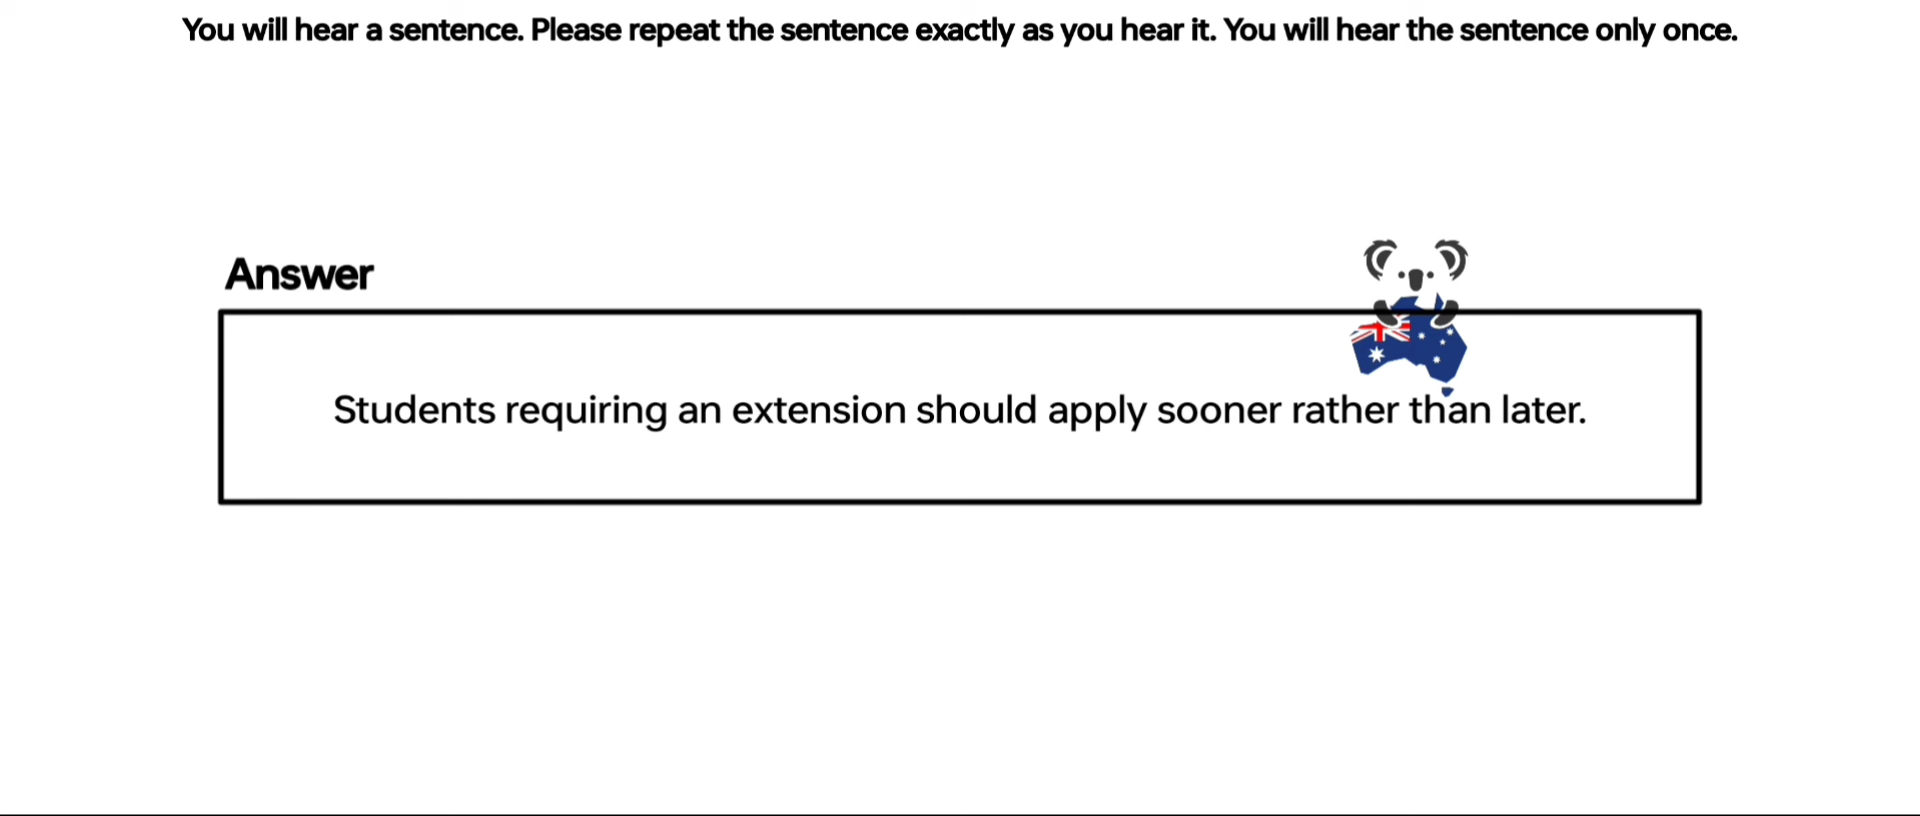 You will hear a sentence. Please repeat the sentence exactly as you hear it. You will hear the sentence only once.
Answer
Students requiring an extension should apply sooner rather than later.